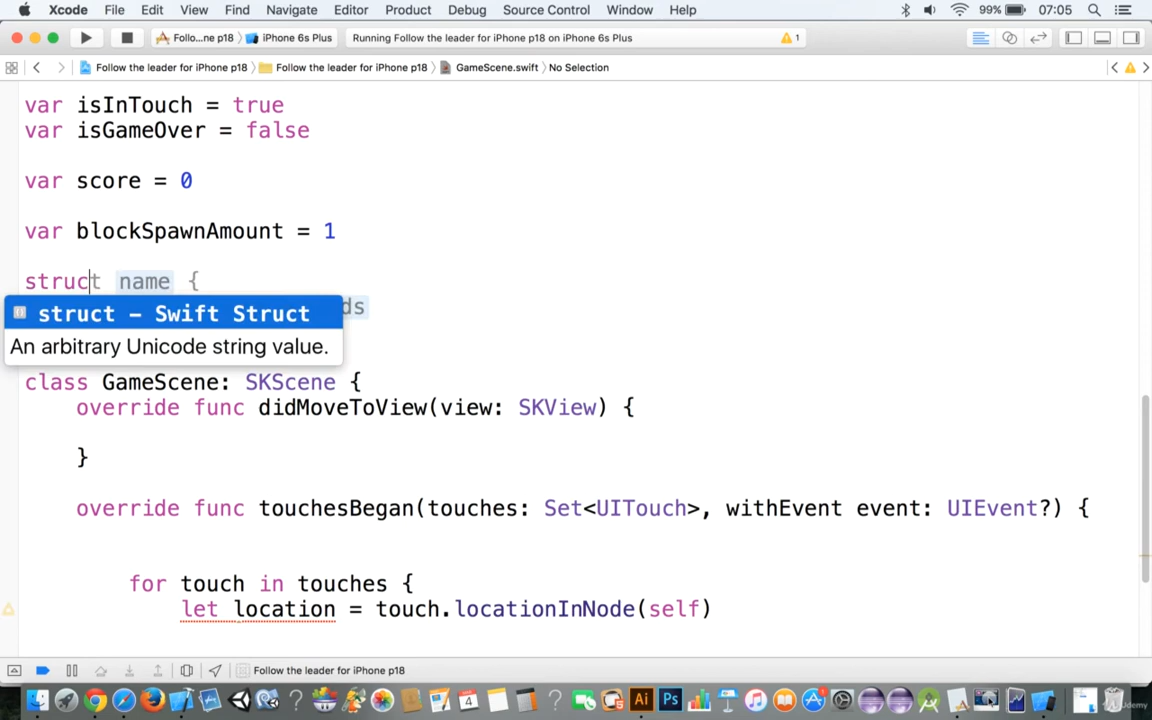 Xcode File Edit View Find Navigate Editor Product Debug Source Control Window Help 99% 07:05
Follo...ne p18 iPhone 6s Plus Running Follow the leader for iPhone p18 on iPhone 6s Plus 1
Follow the leader for iPhone p18 Follow the leader for iPhone p18 GameScene.swift No Selection
var isInTouch = true
var isGameOver = false
var score = 0
var blockSpawnAmount = 1
struct name {
ds
struct – Swift Struct
An arbitrary Unicode string value.
class GameScene: SKScene {
override func didMoveToView(view: SKView) {
}
override func touchesBegan(touches: Set<UITouch>, withEvent event: UIEvent?) {
for touch in touches {
let location = touch.locationInNode(self)
Follow the leader for iPhone p18
Ai Ps 4 Udemy